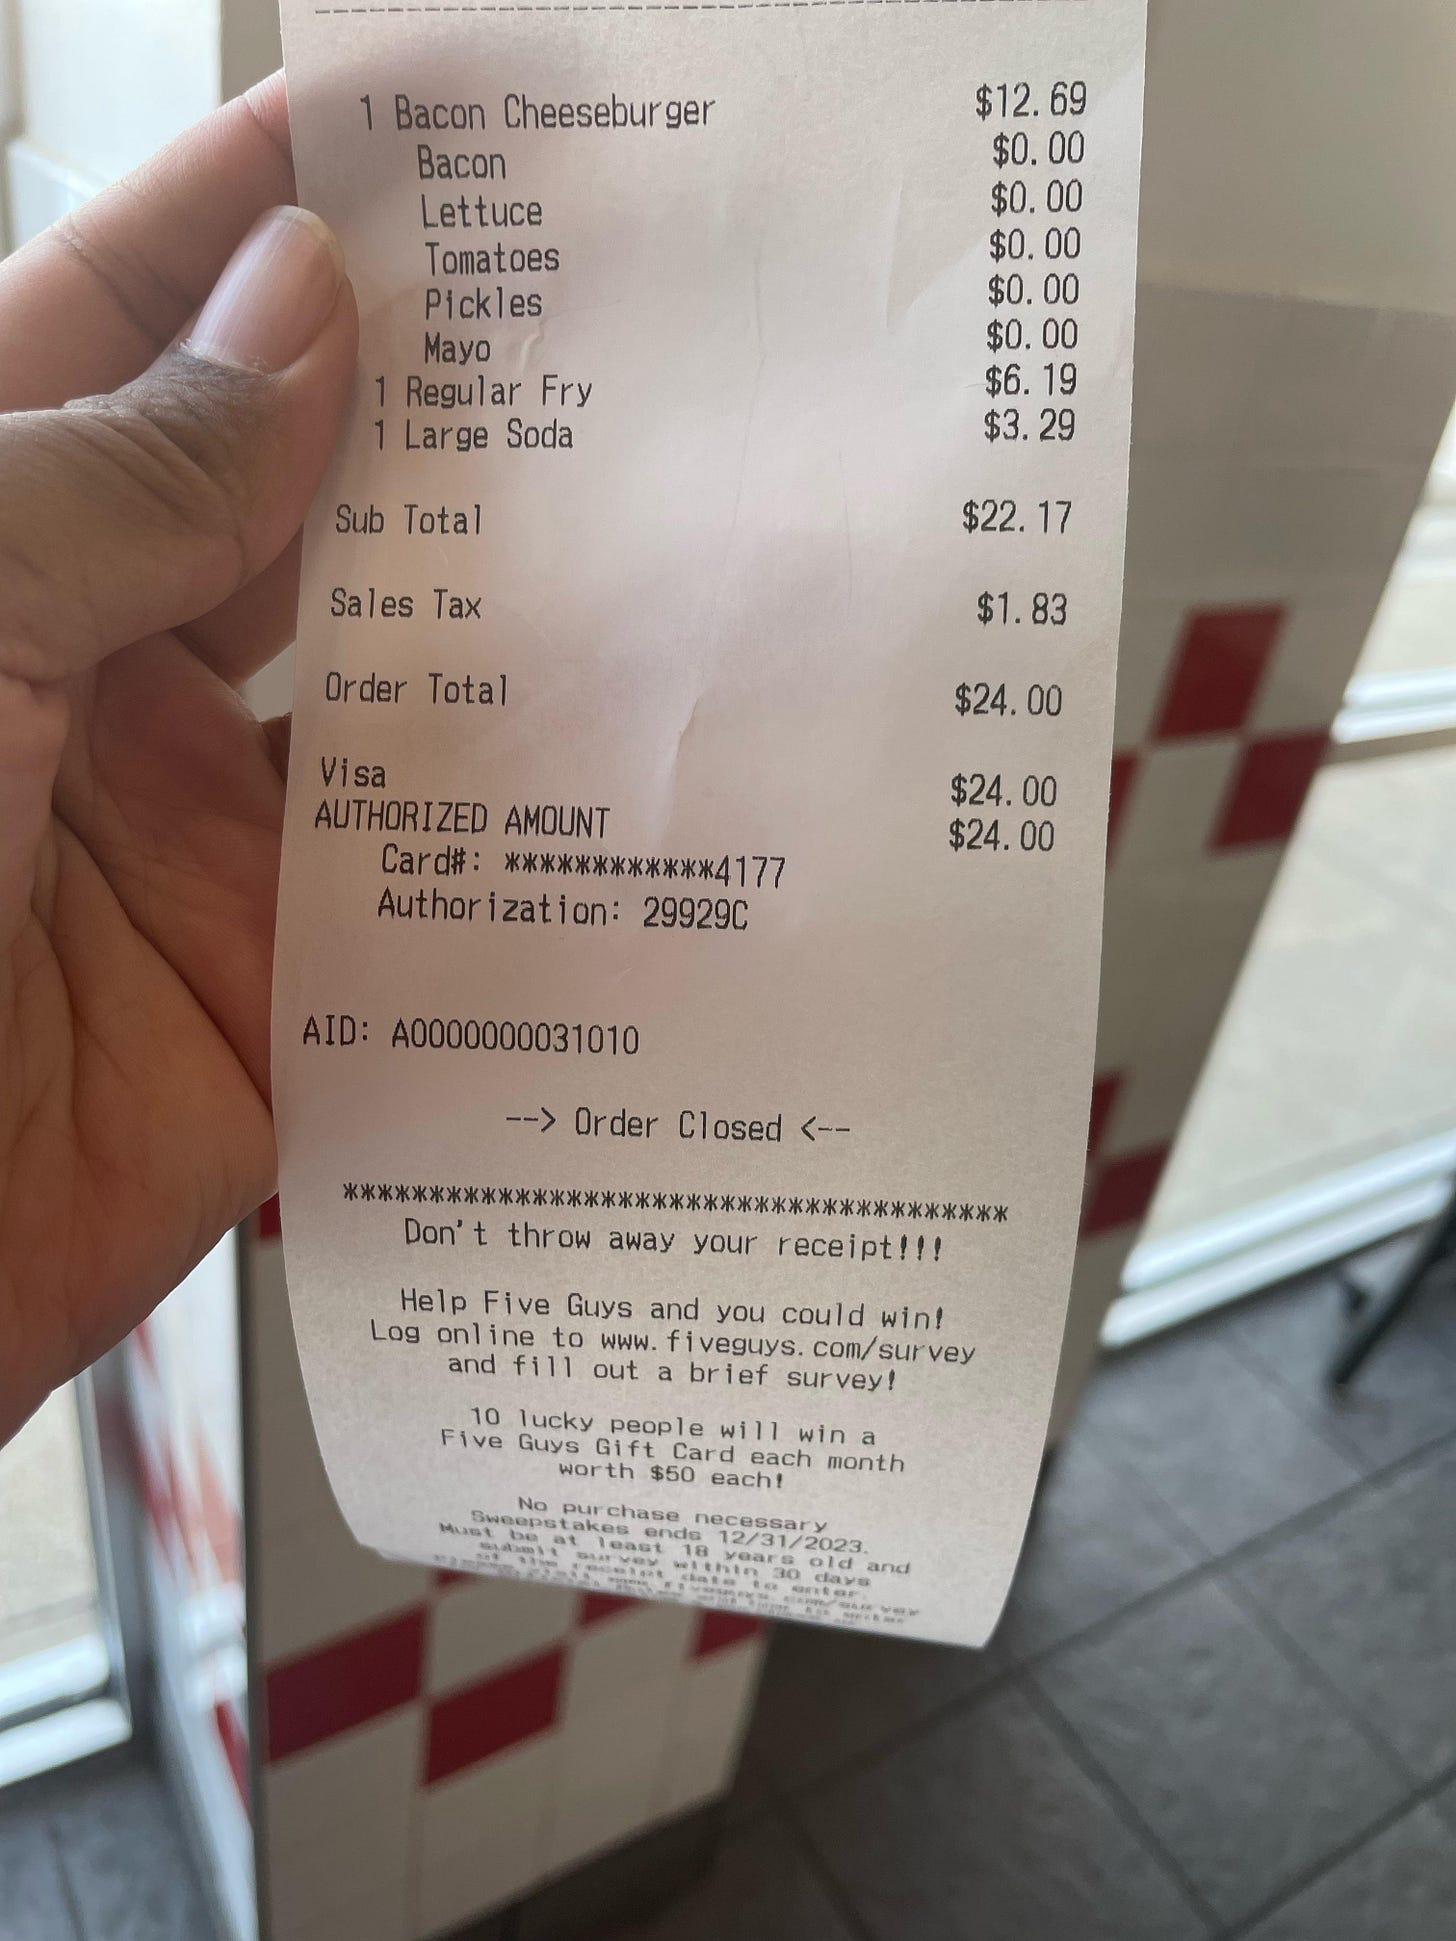 1 Bacon Cheeseburger $12.69
Bacon $0.00
Lettuce $0.00
Tomatoes $0.00
Pickles $0.00
Mayo $0.00
1 Regular Fry $6.19
1 Large Soda $3.29
Sub Total $22.17
Sales Tax $1.83
Order Total $24.00
Visa $24.00
AUTHORIZED AMOUNT $24.00
Card#: ************4177
Authorization: 29929C
AID: A0000000031010
--> Order Closed <--
***************************************
Don't throw away your receipt!!!
Help Five Guys and you could win!
Log online to www.fiveguys.com/survey
and fill out a brief survey!
10 lucky people will win a
Five Guys Gift Card each month
worth $50 each!
No purchase necessary
Sweepstakes ends 12/31/2023.
Must be at least 18 years old and
submit survey within 30 days
of the receipt date to enter.